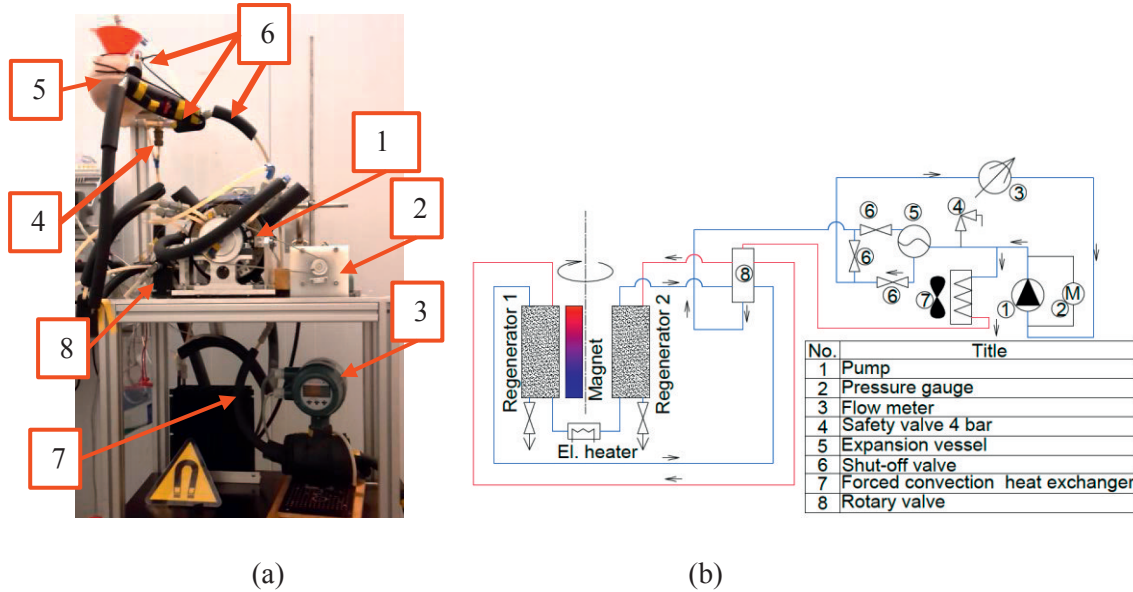 6
5
1
2
4
3
8
7
(a)
3
6
5
4
6
6
7
1
M
2
8
Regenerator 1
Magnet
Regenerator 2
El. heater
No. Title
1 Pump
2 Pressure gauge
3 Flow meter
4 Safety valve 4 bar
5 Expansion vessel
6 Shut-off valve
7 Forced convection heat exchanger
8 Rotary valve
(b)